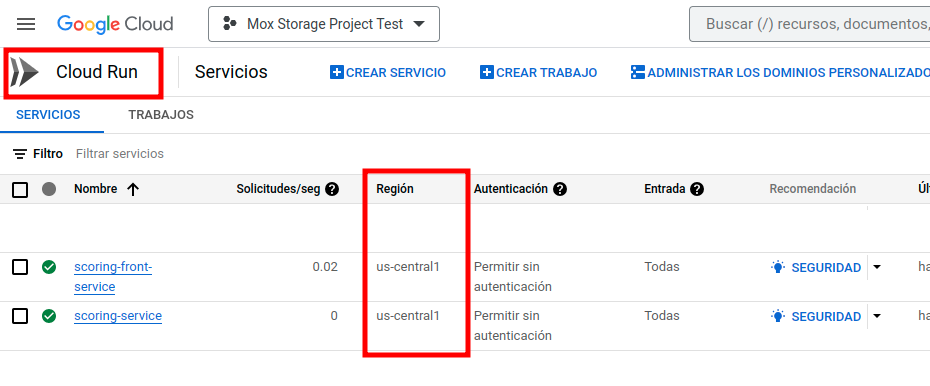 Google Cloud
Mox Storage Project Test
Buscar (/) recursos, documentos,
Cloud Run
Servicios
CREAR SERVICIO
CREAR TRABAJO
ADMINISTRAR LOS DOMINIOS PERSONALIZADO
SERVICIOS
TRABAJOS
Filtro
Filtrar servicios
Nombre
Solicitudes/seg
Región
Autenticación
Entrada
Recomendación
Úl
scoring-front-
service
0.02
us-central1
Permitir sin
autenticación
Todas
SEGURIDAD
ha
scoring-service
0
us-central1
Permitir sin
autenticación
Todas
SEGURIDAD
ha